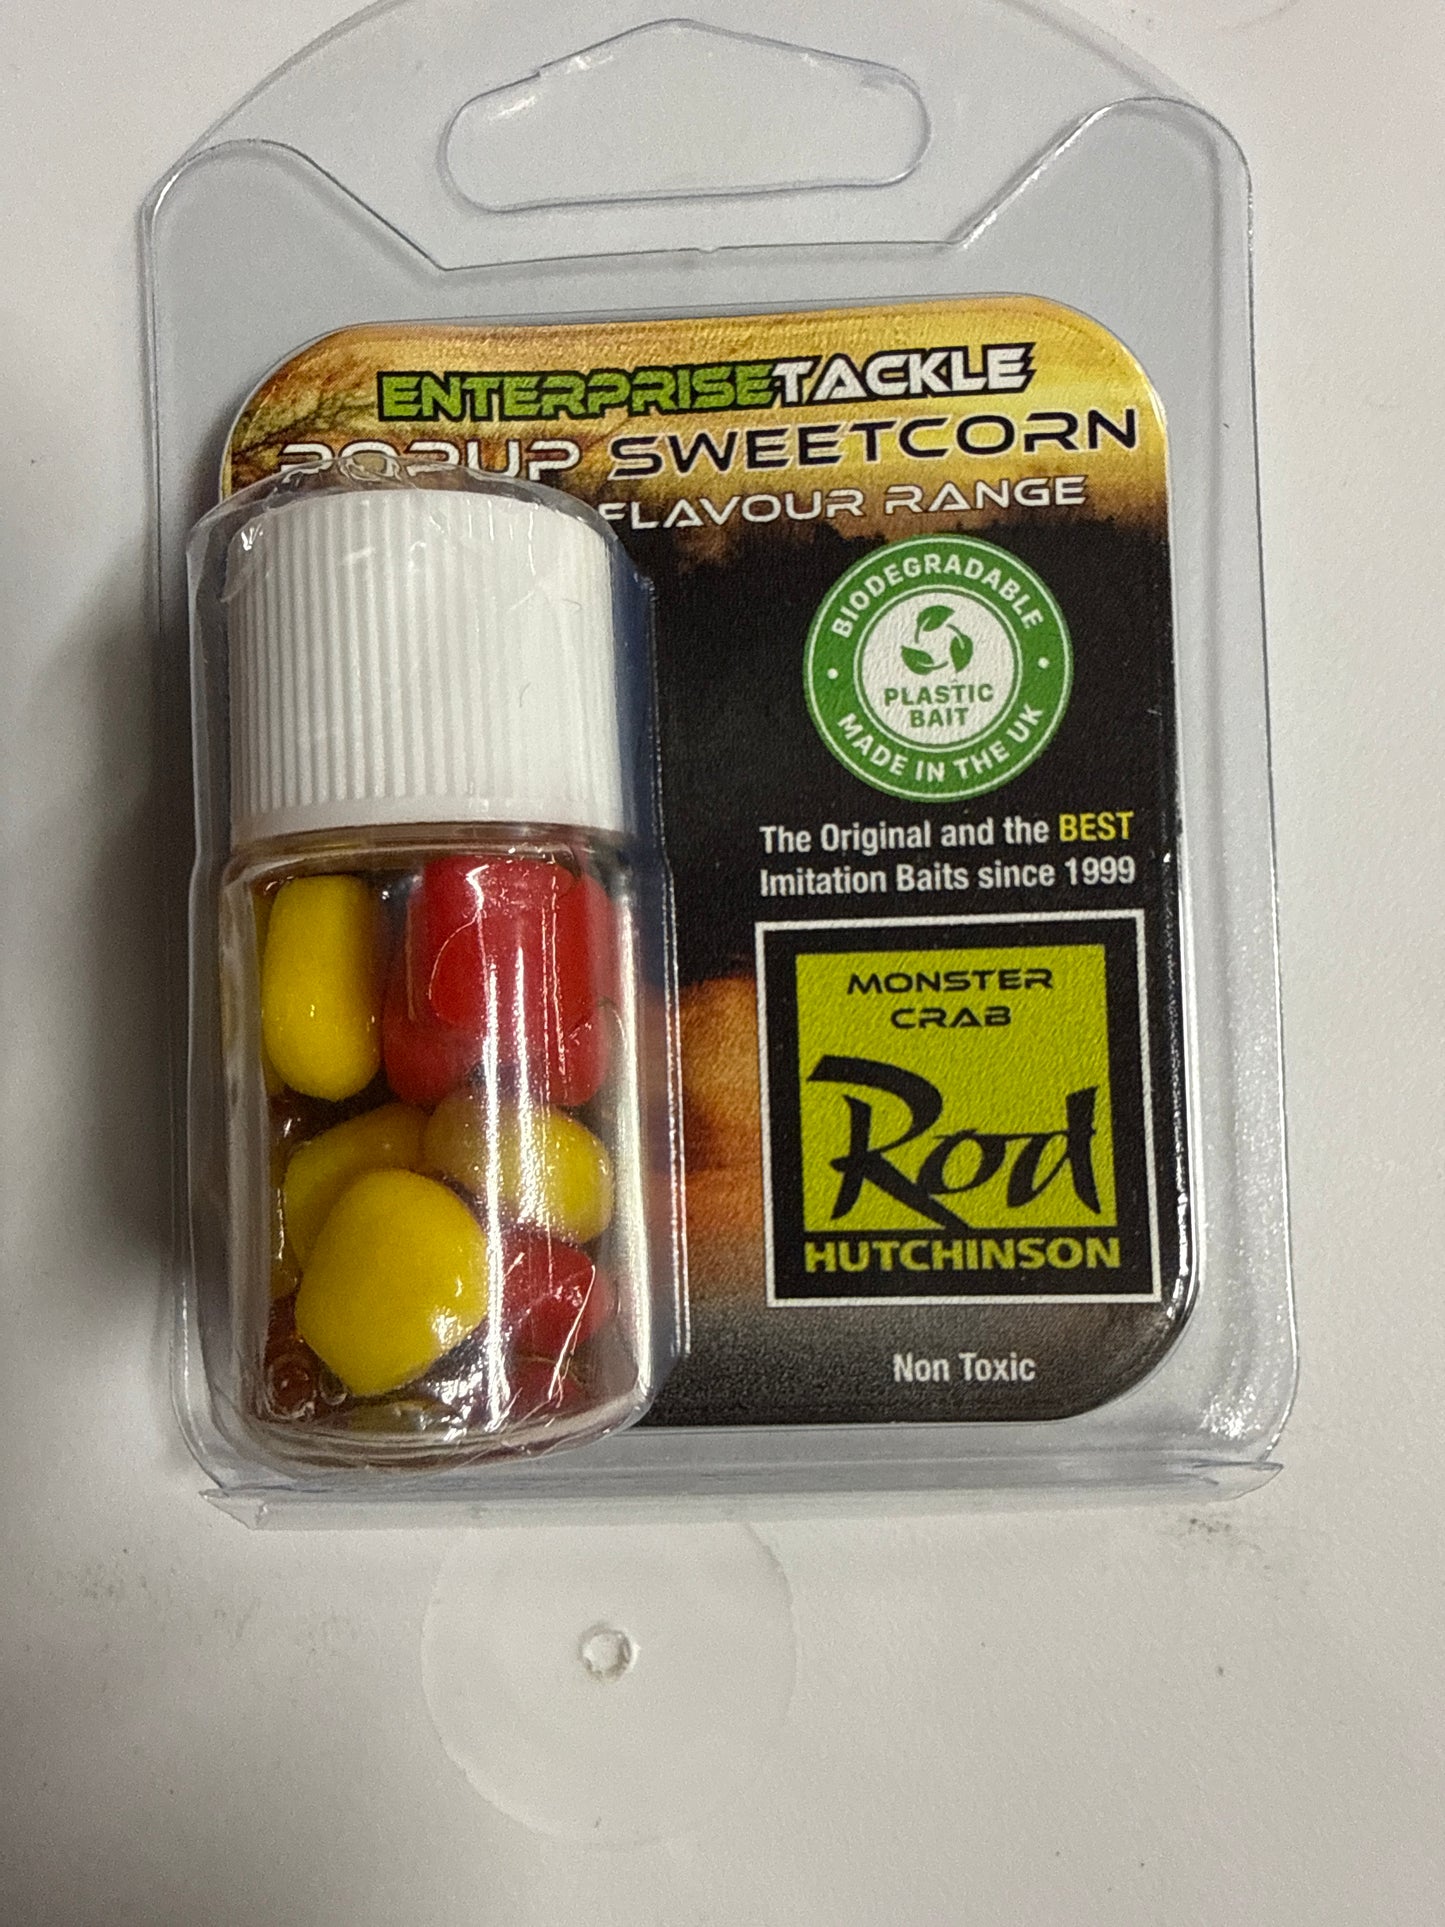 ENTERPRISETACKLE
POPUP SWEETCORN
FLAVOUR RANGE
BIODEGRADABLE
PLASTIC
BAIT
MADE IN THE UK
The Original and the BEST
Imitation Baits since 1999
MONSTER
CRAB
Rod
HUTCHINSON
Non Toxic